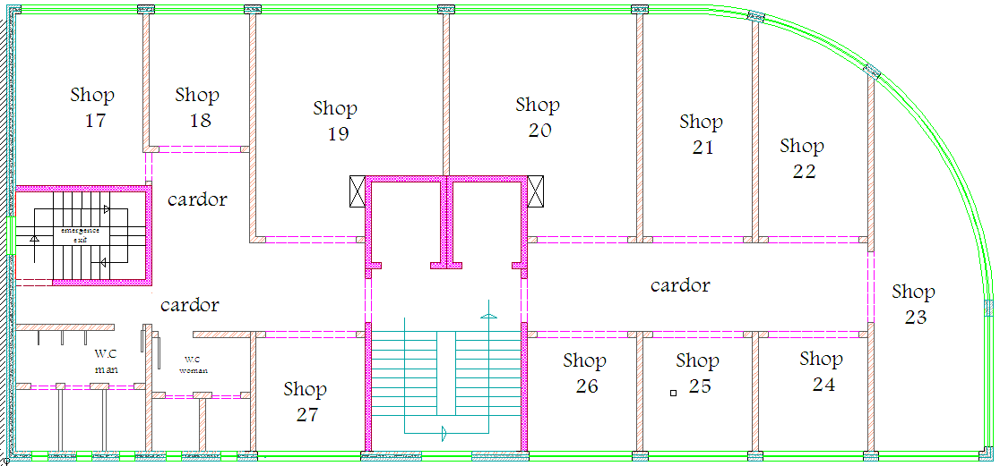 Shop
17
Shop
18
Shop
19
Shop
20
Shop
21
Shop
22
cardor
emergence
exit
cardor
cardor
Shop
23
W.C
man
W.C
woman
Shop
27
Shop
26
Shop
25
Shop
24